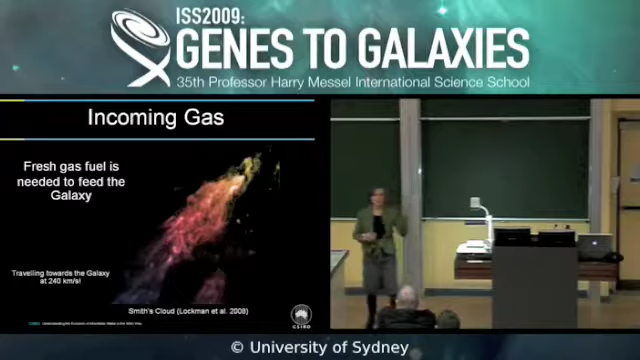 ISS2009:
GENES TO GALAXIES
35th Professor Harry Messel International Science School
Incoming Gas
Fresh gas fuel is
needed to feed the
Galaxy
Travelling towards the Galaxy
at 240 km/s!
Smith's Cloud (Lockman et al. 2008)
CSIRO
© University of Sydney